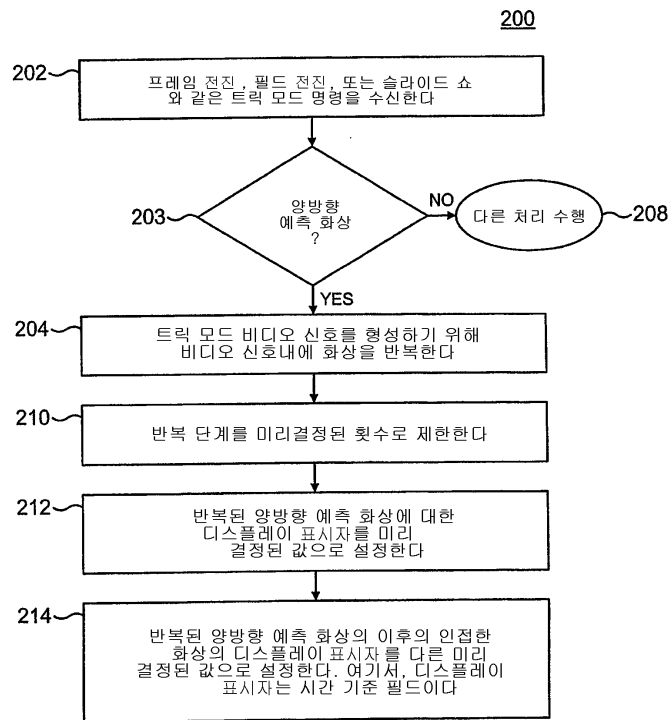 200
202
프레임 전진, 필드 전진, 또는 슬라이드 쇼
와 같은 트릭 모드 명령을 수신한다
203
양방향
예측 화상
?
NO
다른 처리 수행
208
YES
204
트릭 모드 비디오 신호를 형성하기 위해
비디오 신호내에 화상을 반복한다
210
반복 단계를 미리결정된 횟수로 제한한다
212
반복된 양방향 예측 화상에 대한
디스플레이 표시자를 미리
결정된 값으로 설정한다
214
반복된 양방향 예측 화상의 이후의 인접한
화상의 디스플레이 표시자를 다른 미리
결정된 값으로 설정한다. 여기서, 디스플레이
표시자는 시간 기준 필드이다